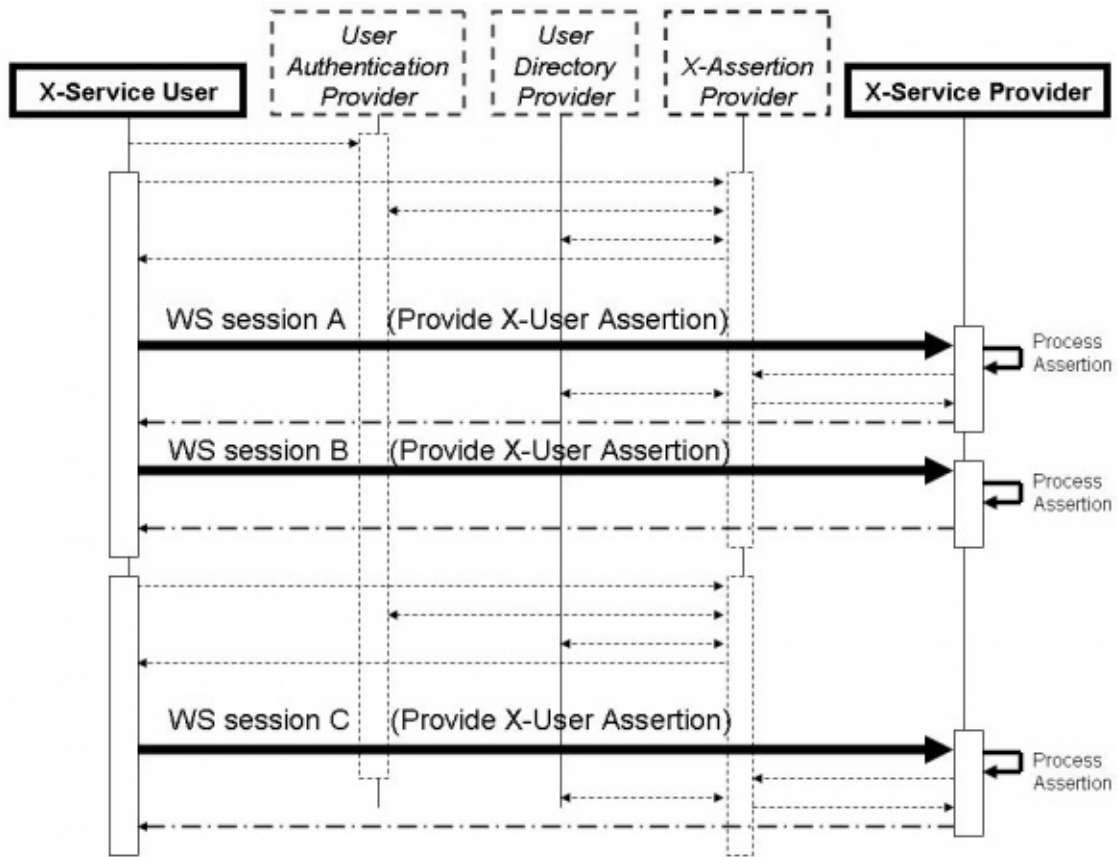 X-Service User
User
Authentication
Provider
User
Directory
Provider
X-Assertion
Provider
X-Service Provider
WS session A (Provide X-User Assertion)
Process
Assertion
WS session B (Provide X-User Assertion)
Process
Assertion
WS session C (Provide X-User Assertion)
Process
Assertion